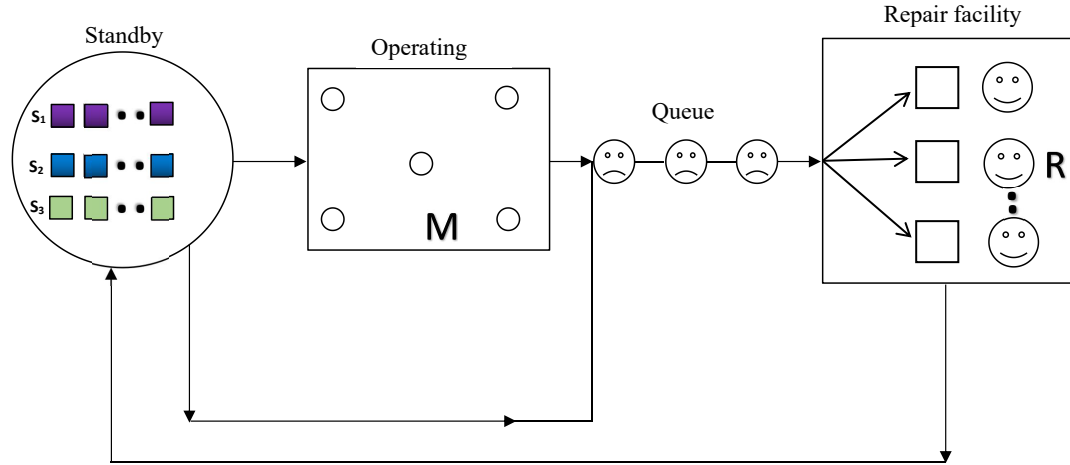 Standby
Operating
Queue
Repair facility
S₁
S₂
S₃
M
R